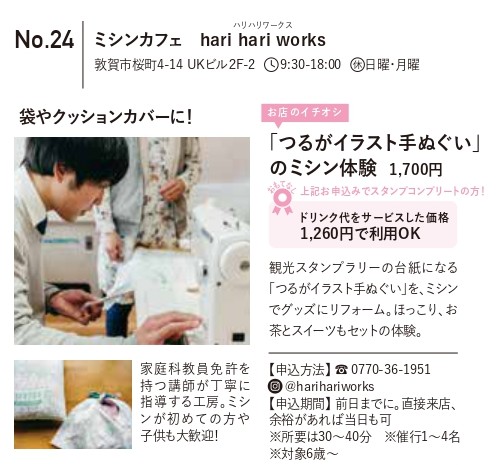 No.24
ハリハリワークス
ミシンカフェ hari hari works
敦賀市桜町4-14 UKビル2F-2 9:30-18:00 休日曜・月曜
袋やクッションカバーに!
お店のイチオシ
「つるがイラスト手ぬぐい」
のミシン体験 1,700円
おもてなし
上記お申込みでスタンプコンプリートの方!
ドリンク代をサービスした価格
1,260円で利用OK
観光スタンプラリーの台紙になる
「つるがイラスト手ぬぐい」を、ミシン
でグッズにリフォーム。ほっこり、お
茶とスイーツもセットの体験。
家庭科教員免許を
持つ講師が丁寧に
指導する工房。ミシ
ンが初めての方や
子供も大歓迎!
【申込方法】☎0770-36-1951
@harihariworks
【申込期間】前日までに。直接来店、
余裕があれば当日も可
※所要は30〜40分 ※催行1〜4名
※対象6歳〜